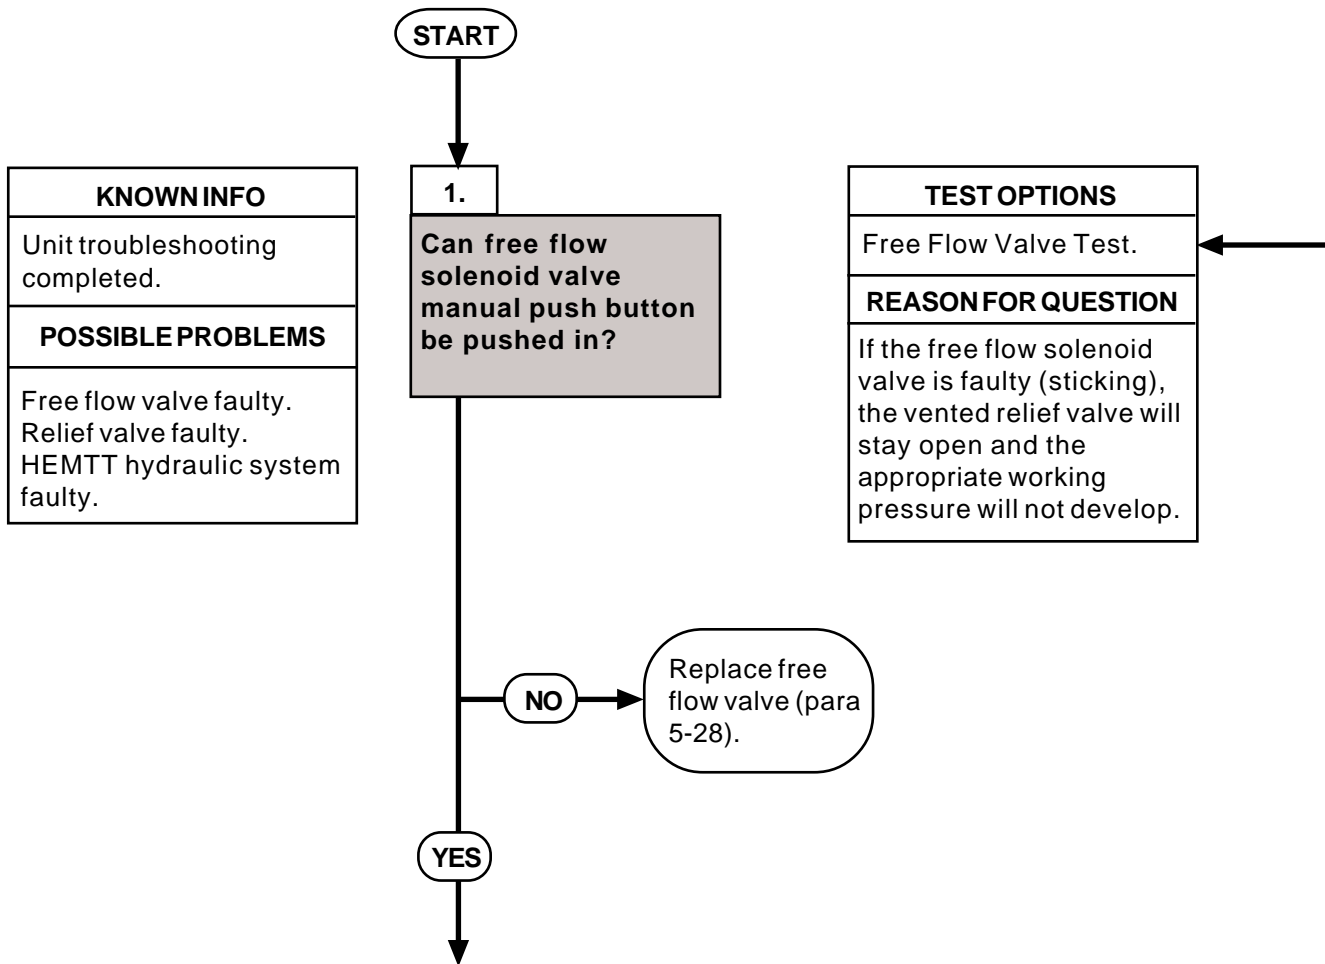 START
KNOWN INFO
Unit troubleshooting
completed.
POSSIBLE PROBLEMS
Free flow valve faulty.
Relief valve faulty.
HEMTT hydraulic system
faulty.
1.
Can free flow
solenoid valve
manual push button
be pushed in?
TEST OPTIONS
Free Flow Valve Test.
REASON FOR QUESTION
If the free flow solenoid
valve is faulty (sticking),
the vented relief valve will
stay open and the
appropriate working
pressure will not develop.
NO
Replace free
flow valve (para
5-28).
YES